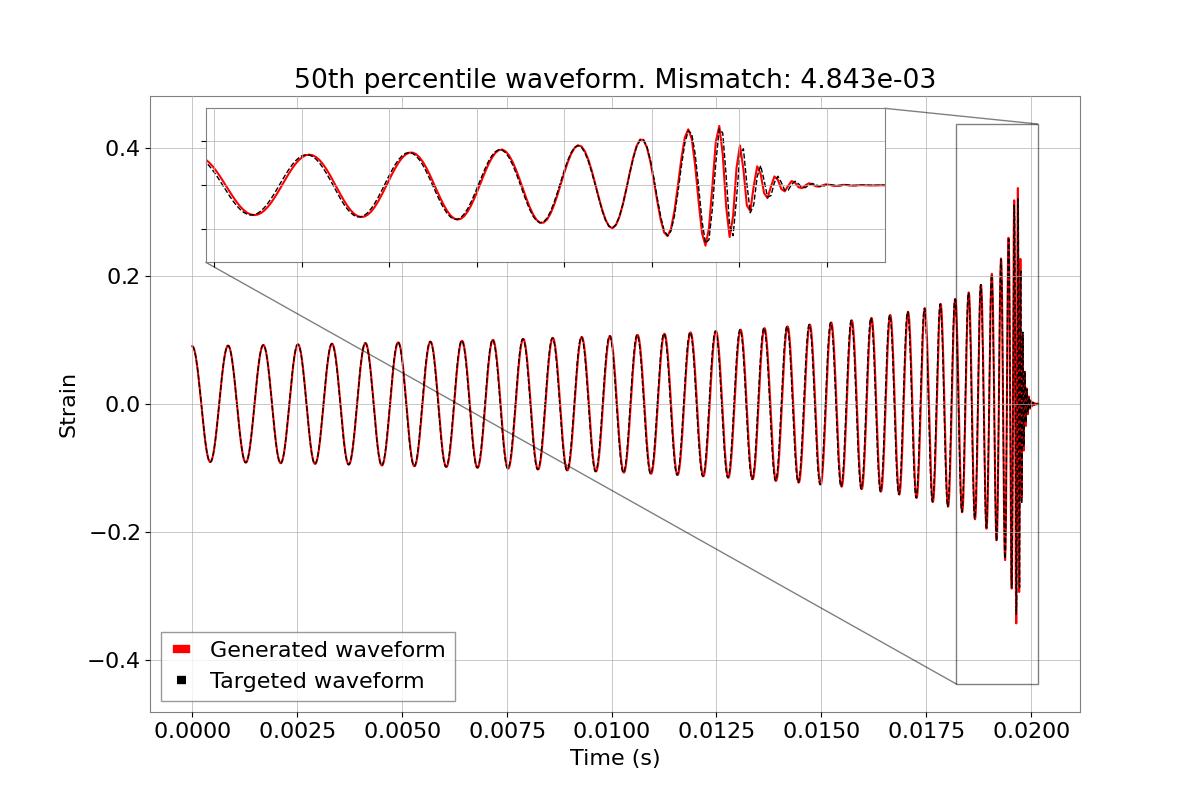 50th percentile waveform. Mismatch: 4.843e-03
Strain
0.4
0.2
0.0
−0.2
−0.4
Generated waveform
Targeted waveform
0.0000 0.0025 0.0050 0.0075 0.0100 0.0125 0.0150 0.0175 0.0200
Time (s)